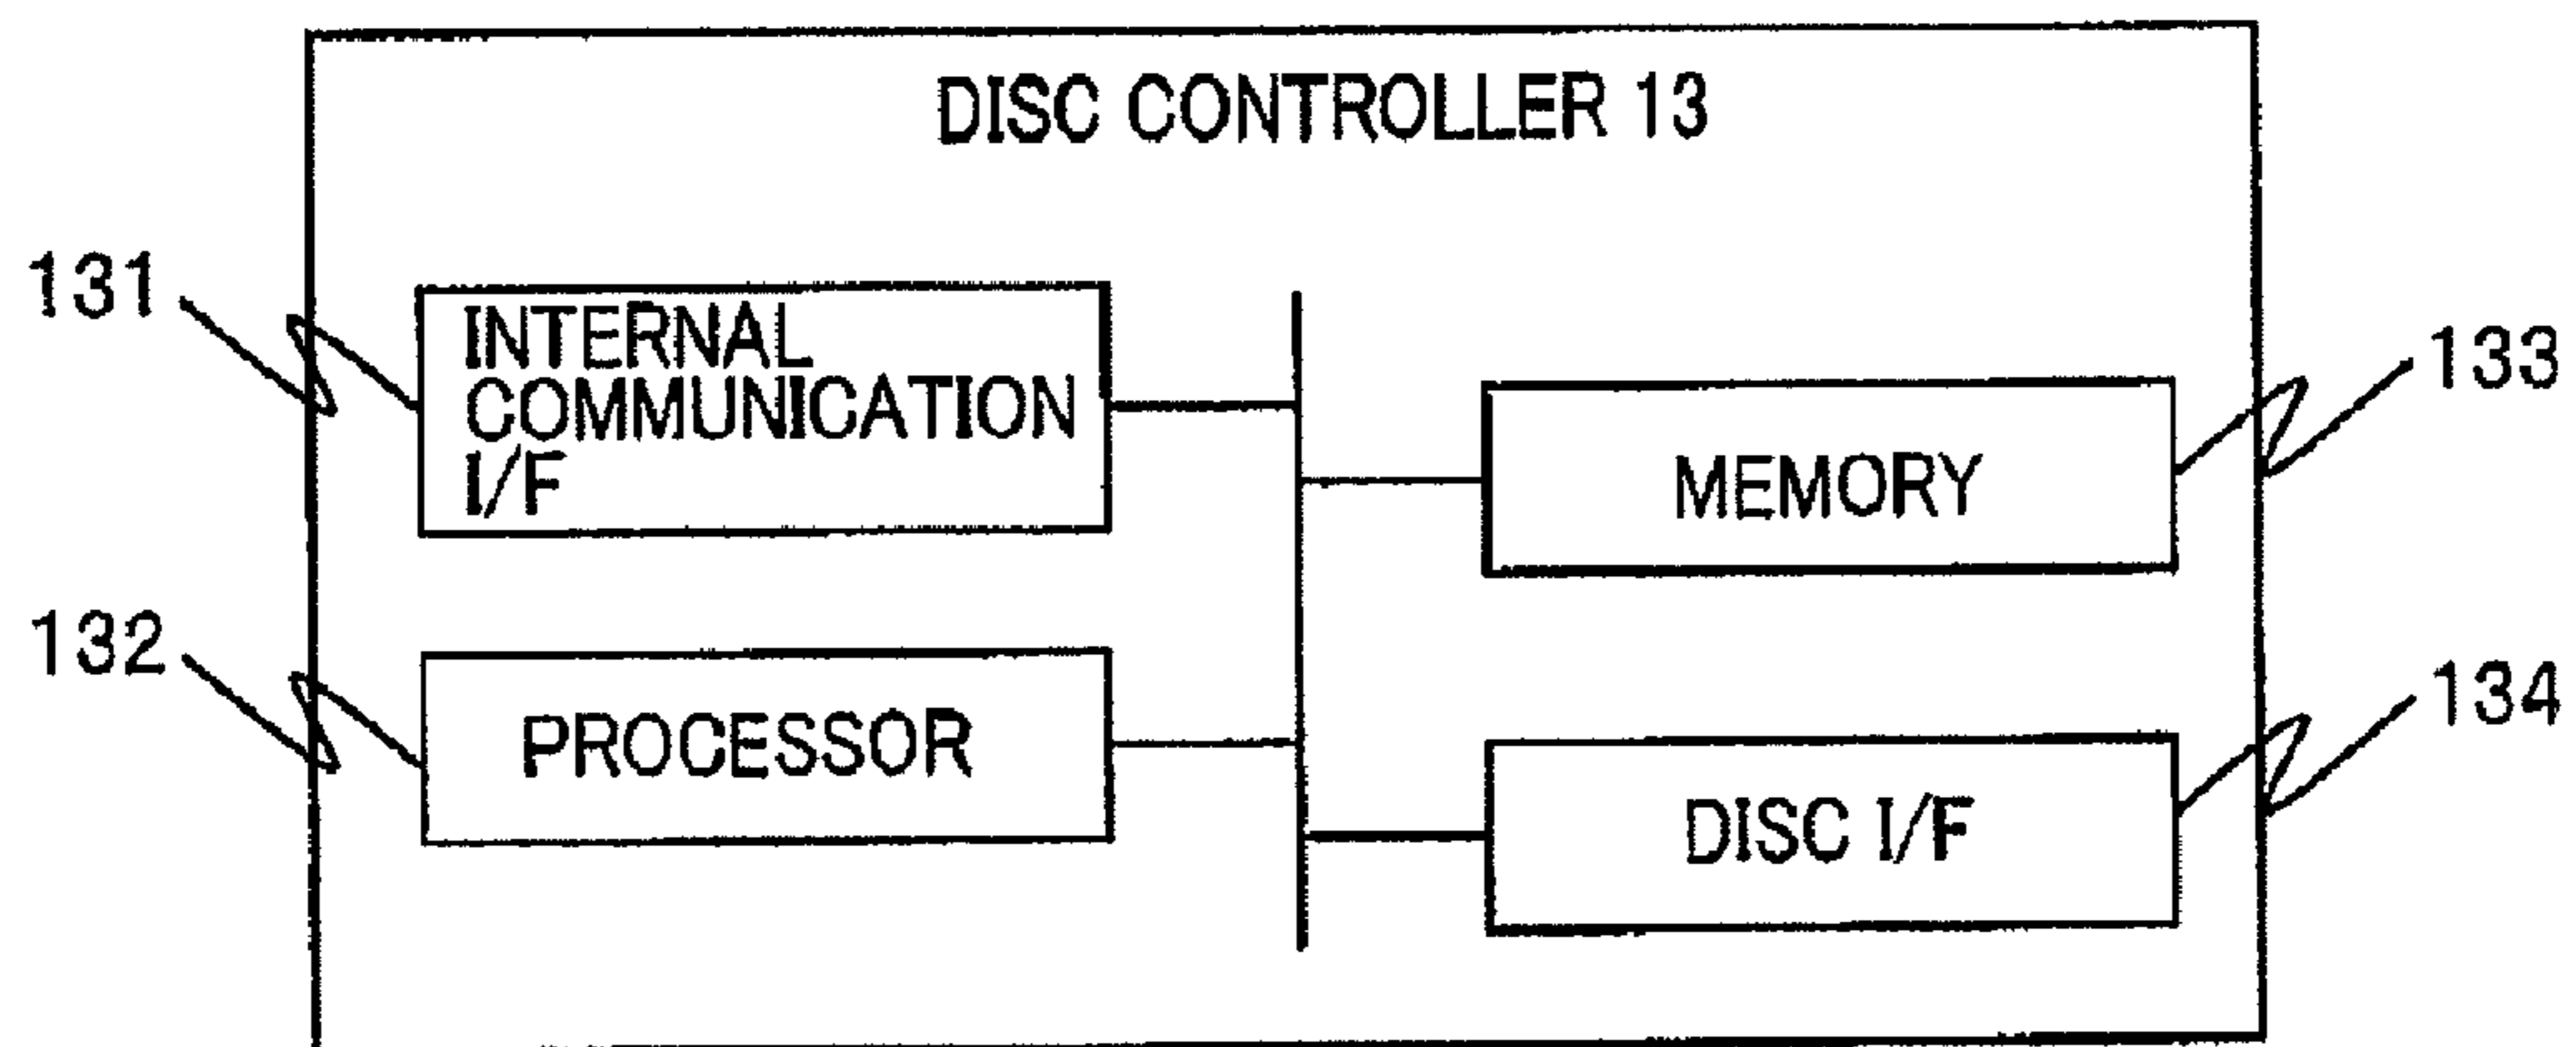 DISC CONTROLLER 13
131
INTERNAL
COMMUNICATION
I/F
133
MEMORY
132
PROCESSOR
134
DISC I/F